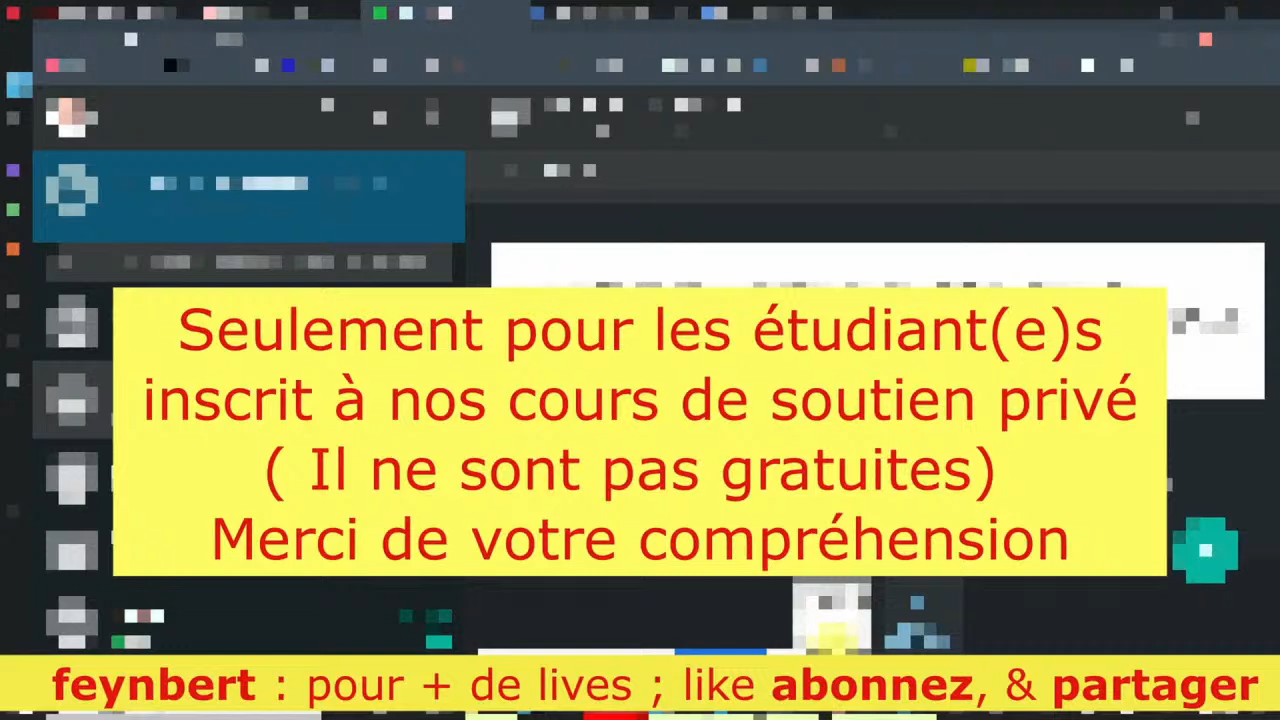 Seulement pour les étudiant(e)s
inscrit à nos cours de soutien privé
( Il ne sont pas gratuites)
Merci de votre compréhension
feynbert : pour + de lives ; like abonnez, & partager